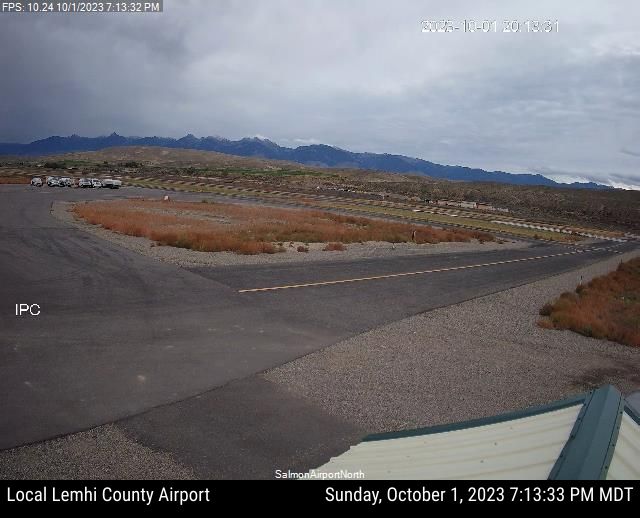 FPS: 10.24 10/1/2023 7:13:32 PM
2023-10-01 20:13:31
IPC
SalmonAirportNorth
Local Lemhi County Airport
Sunday, October 1, 2023 7:13:33 PM MDT